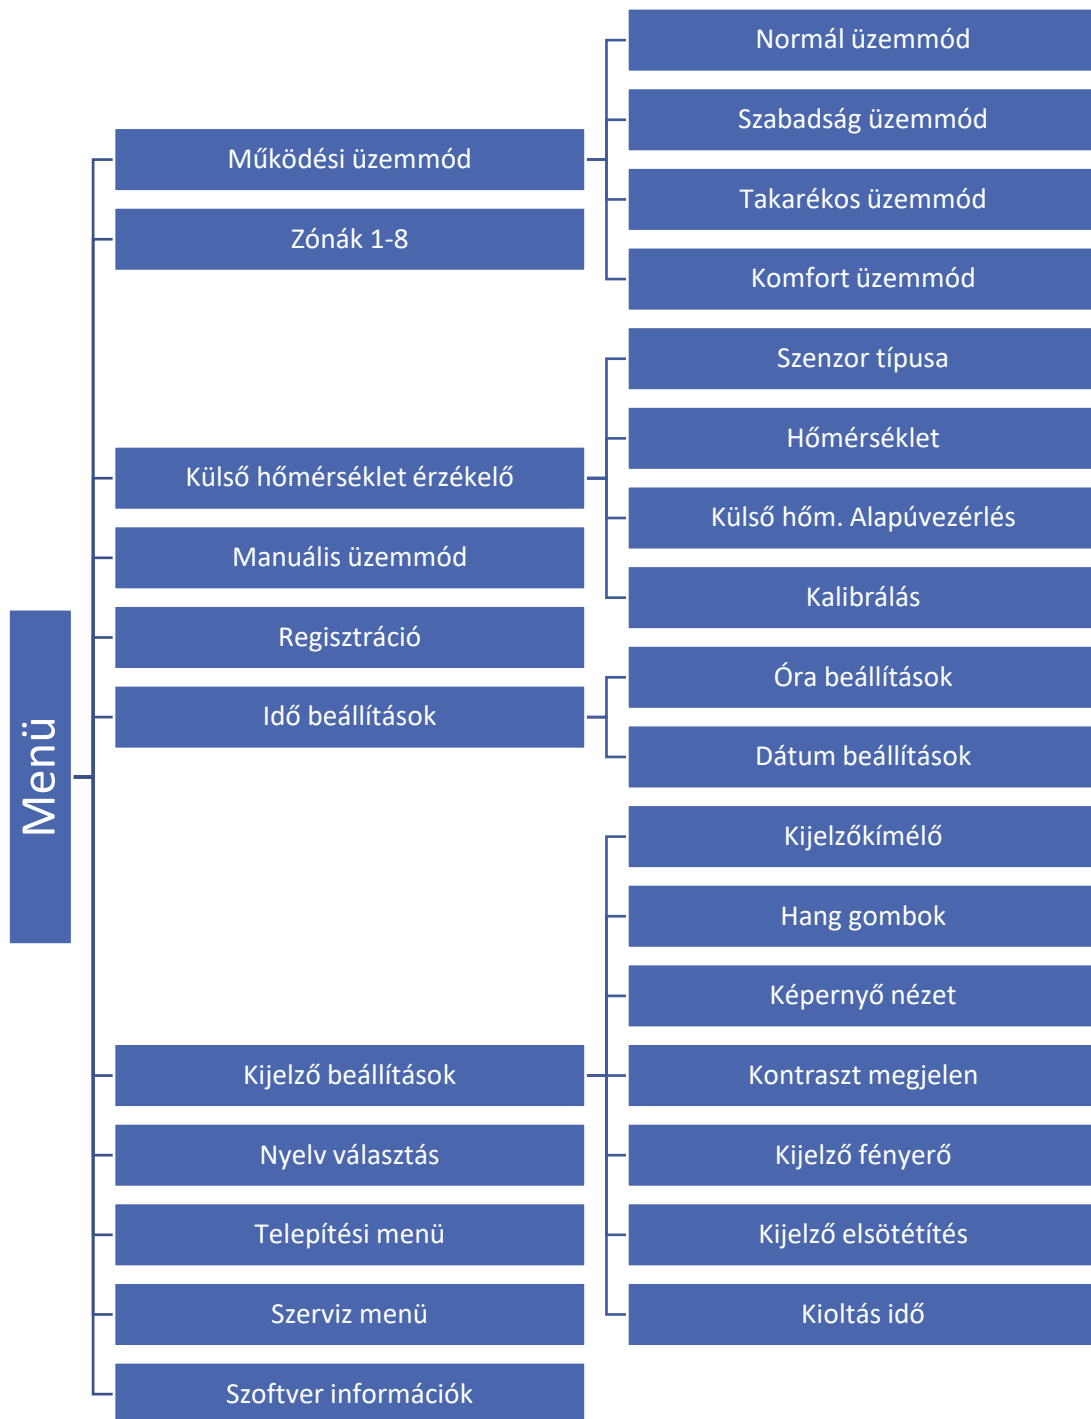 Menü
Működési üzemmód
Normál üzemmód
Szabadság üzemmód
Takarékos üzemmód
Komfort üzemmód
Zónák 1-8
Külső hőmérséklet érzékelő
Szenzor típusa
Hőmérséklet
Külső hőm. Alapúvezérlés
Kalibrálás
Manuális üzemmód
Regisztráció
Idő beállítások
Óra beállítások
Dátum beállítások
Kijelző beállítások
Kijelzőkímélő
Hang gombok
Képernyő nézet
Kontraszt megjelen
Kijelző fényerő
Kijelző elsötétítés
Kioltás idő
Nyelv választás
Telepítési menü
Szerviz menü
Szoftver információk